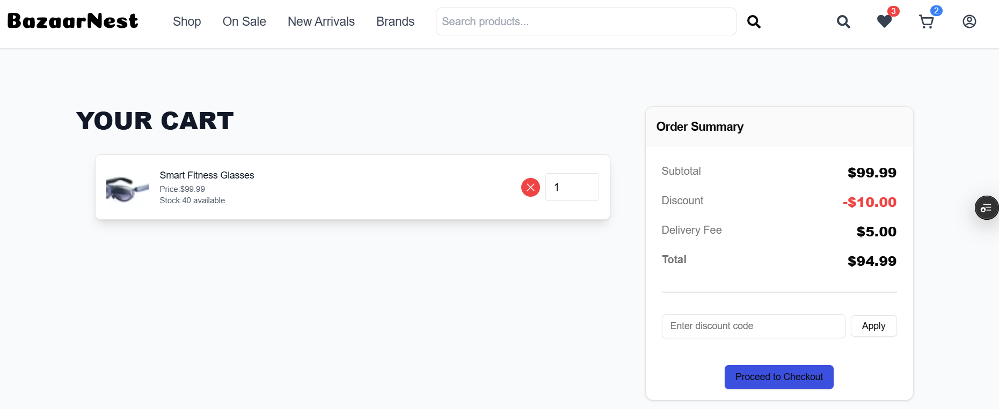 BazaarNest
Shop
On Sale
New Arrivals
Brands
Search products...
3
2
YOUR CART
Smart Fitness Glasses
Price:$99.99
Stock:40 available
1
Order Summary
Subtotal $99.99
Discount -$10.00
Delivery Fee $5.00
Total $94.99
Enter discount code
Apply
Proceed to Checkout